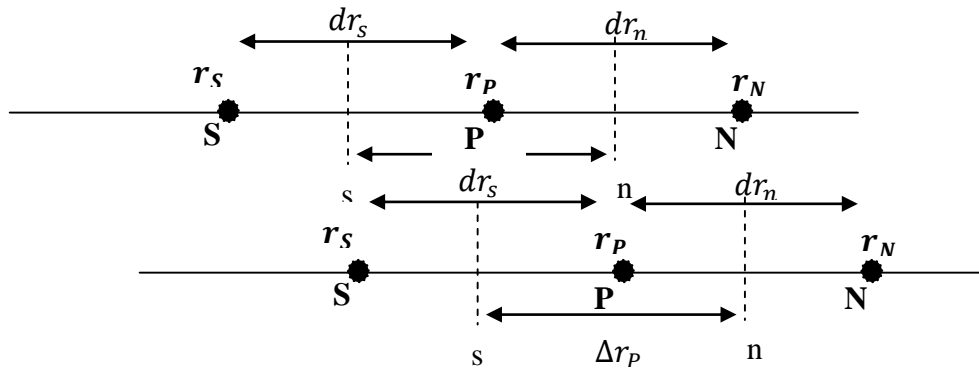 dr_s dr_n
r_S r_P r_N
S P N
s n
dr_s dr_n
r_S r_P r_N
S P N
s Δr_P n